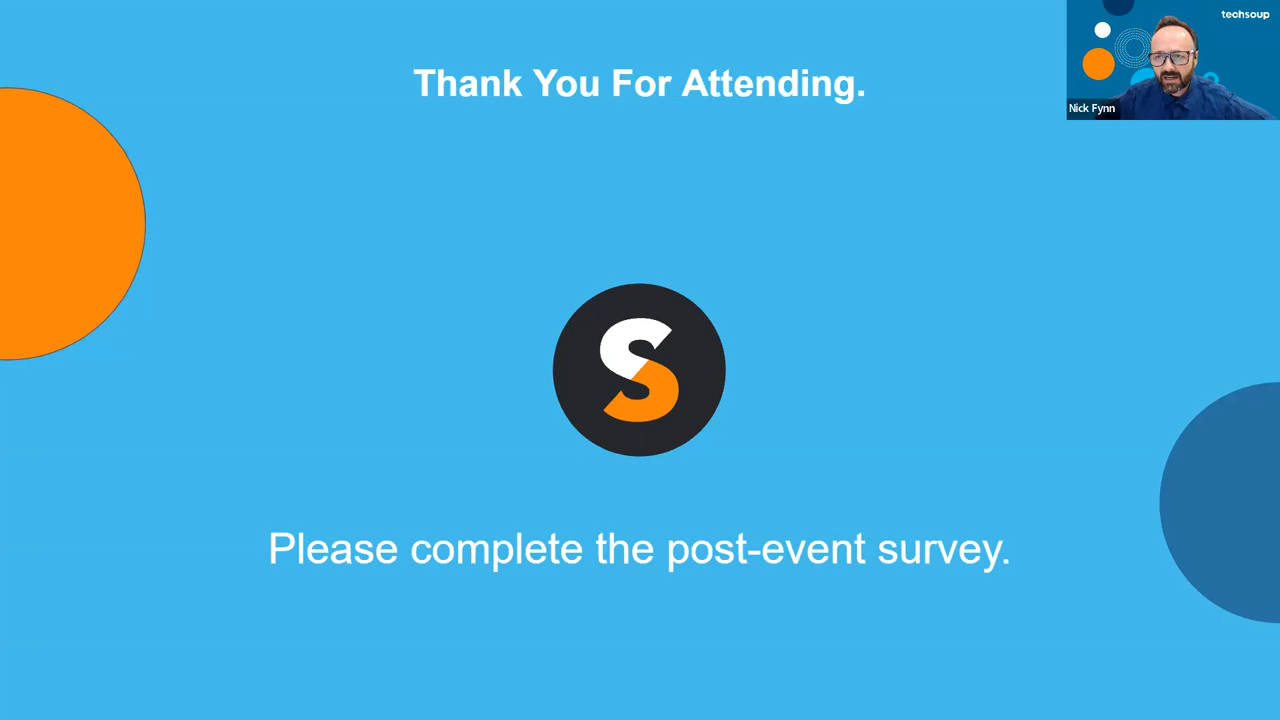 Thank You For Attending.
techsoup
Nick Fynn
S
Please complete the post-event survey.